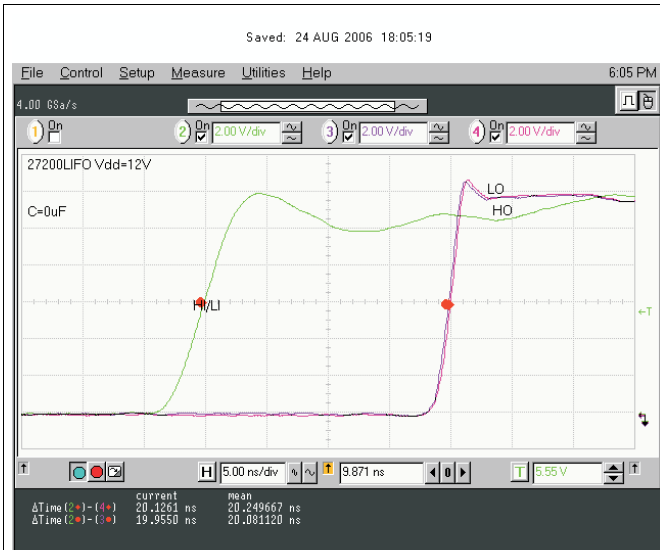 Saved: 24 AUG 2006 18:05:19
File Control Setup Measure Utilities Help 6:05 PM
4.00 GSa/s
1 On 2 On 2.00 V/div 3 On 2.00 V/div 4 On 2.00 V/div
27200LIFO Vdd=12V
LO
C=0uF
HO
HI/LI
T
H 5.00 ns/div 9.871 ns 0 T 5.55 V
current mean
ΔTime(2)-(4) 20.1261 ns 20.249667 ns
ΔTime(2)-(3) 19.9550 ns 20.081120 ns